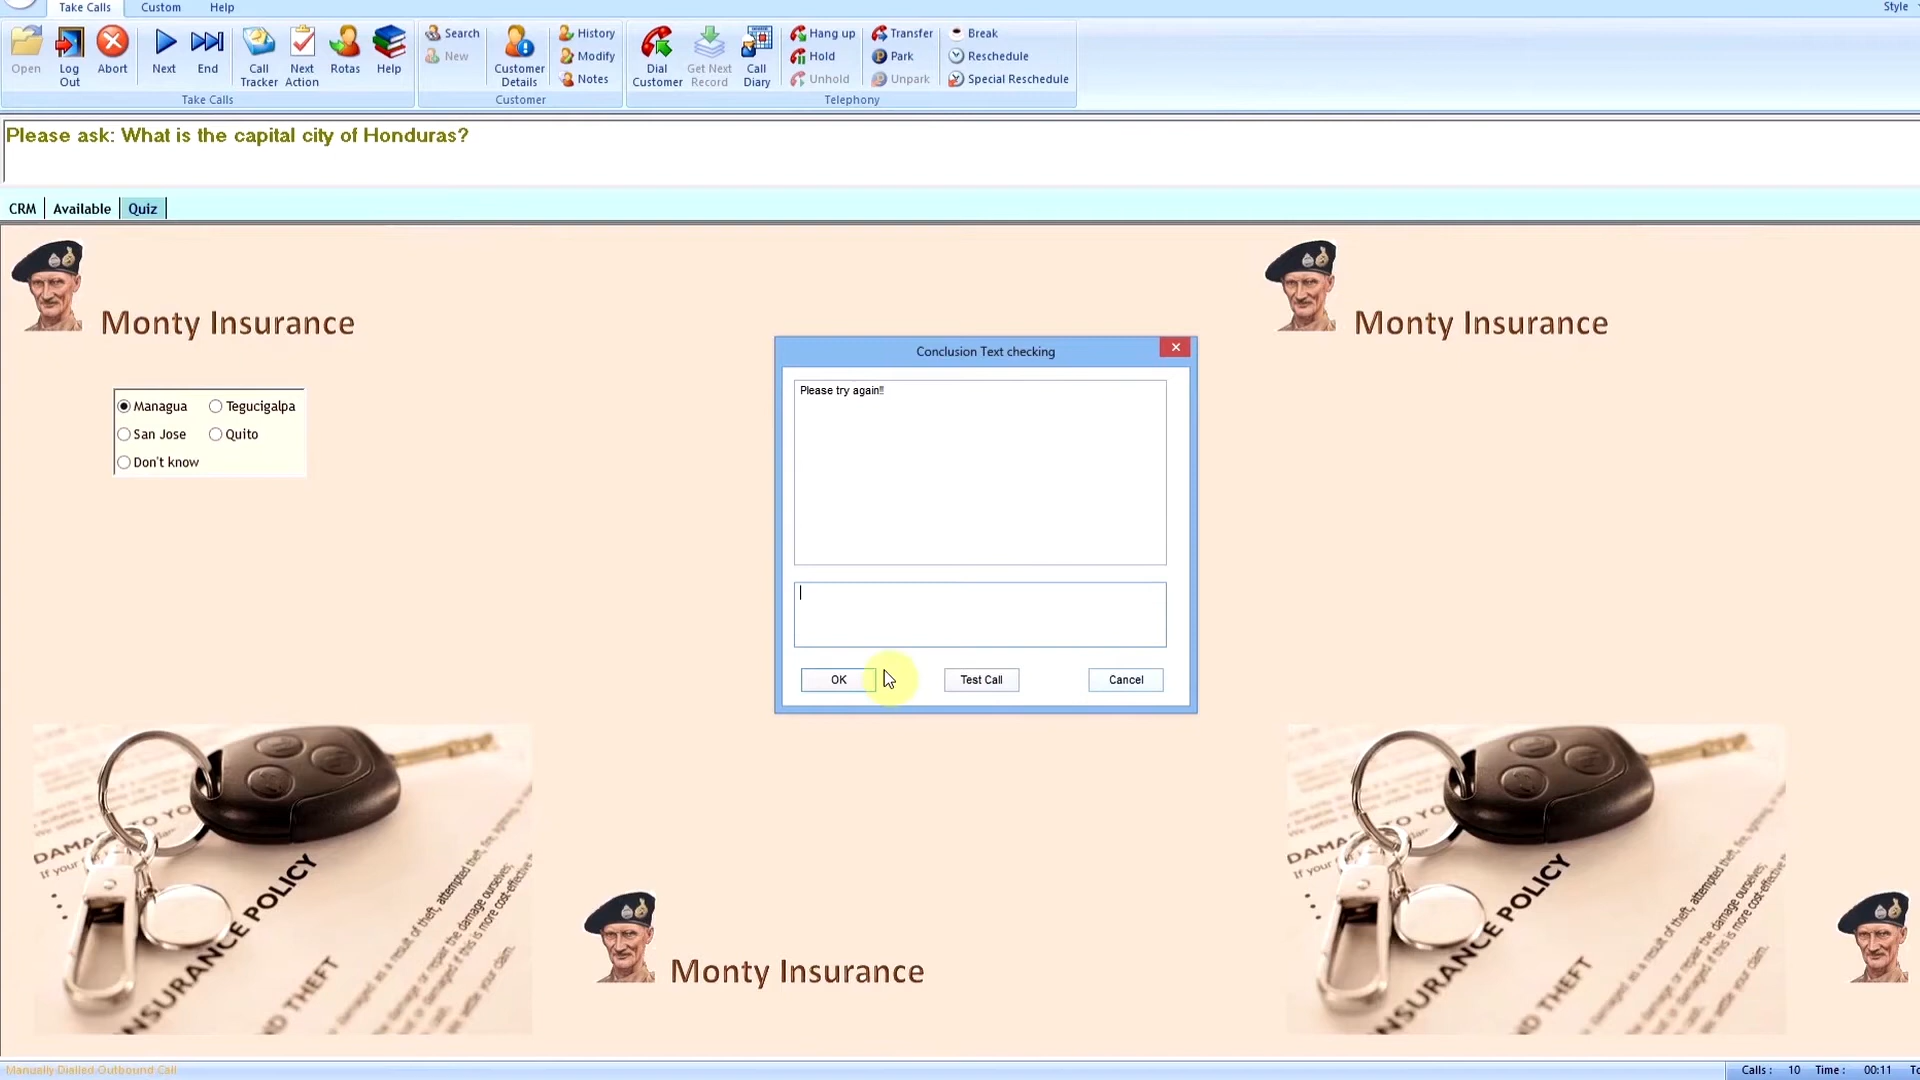 Take Calls Custom Help Style
Open Log Out Abort Next End Call Tracker Next Action Rotas Help
Take Calls
Search
New
Customer Details
History
Modify
Notes
Customer
Dial Customer Get Next Record Call Diary
Hang up Transfer Break
Hold Park Reschedule
Unhold Unpark Special Reschedule
Telephony
Please ask: What is the capital city of Honduras?
CRM Available Quiz
Monty Insurance
Monty Insurance
Managua Tegucigalpa
San Jose Quito
Don't know
Conclusion Text checking
Please try again!!
OK Test Call Cancel
INSURANCE POLICY
THEFT
INSURANCE POLICY
THEFT
Monty Insurance
Manually Dialled Outbound Call
Calls : 10 Time : 00:11 To